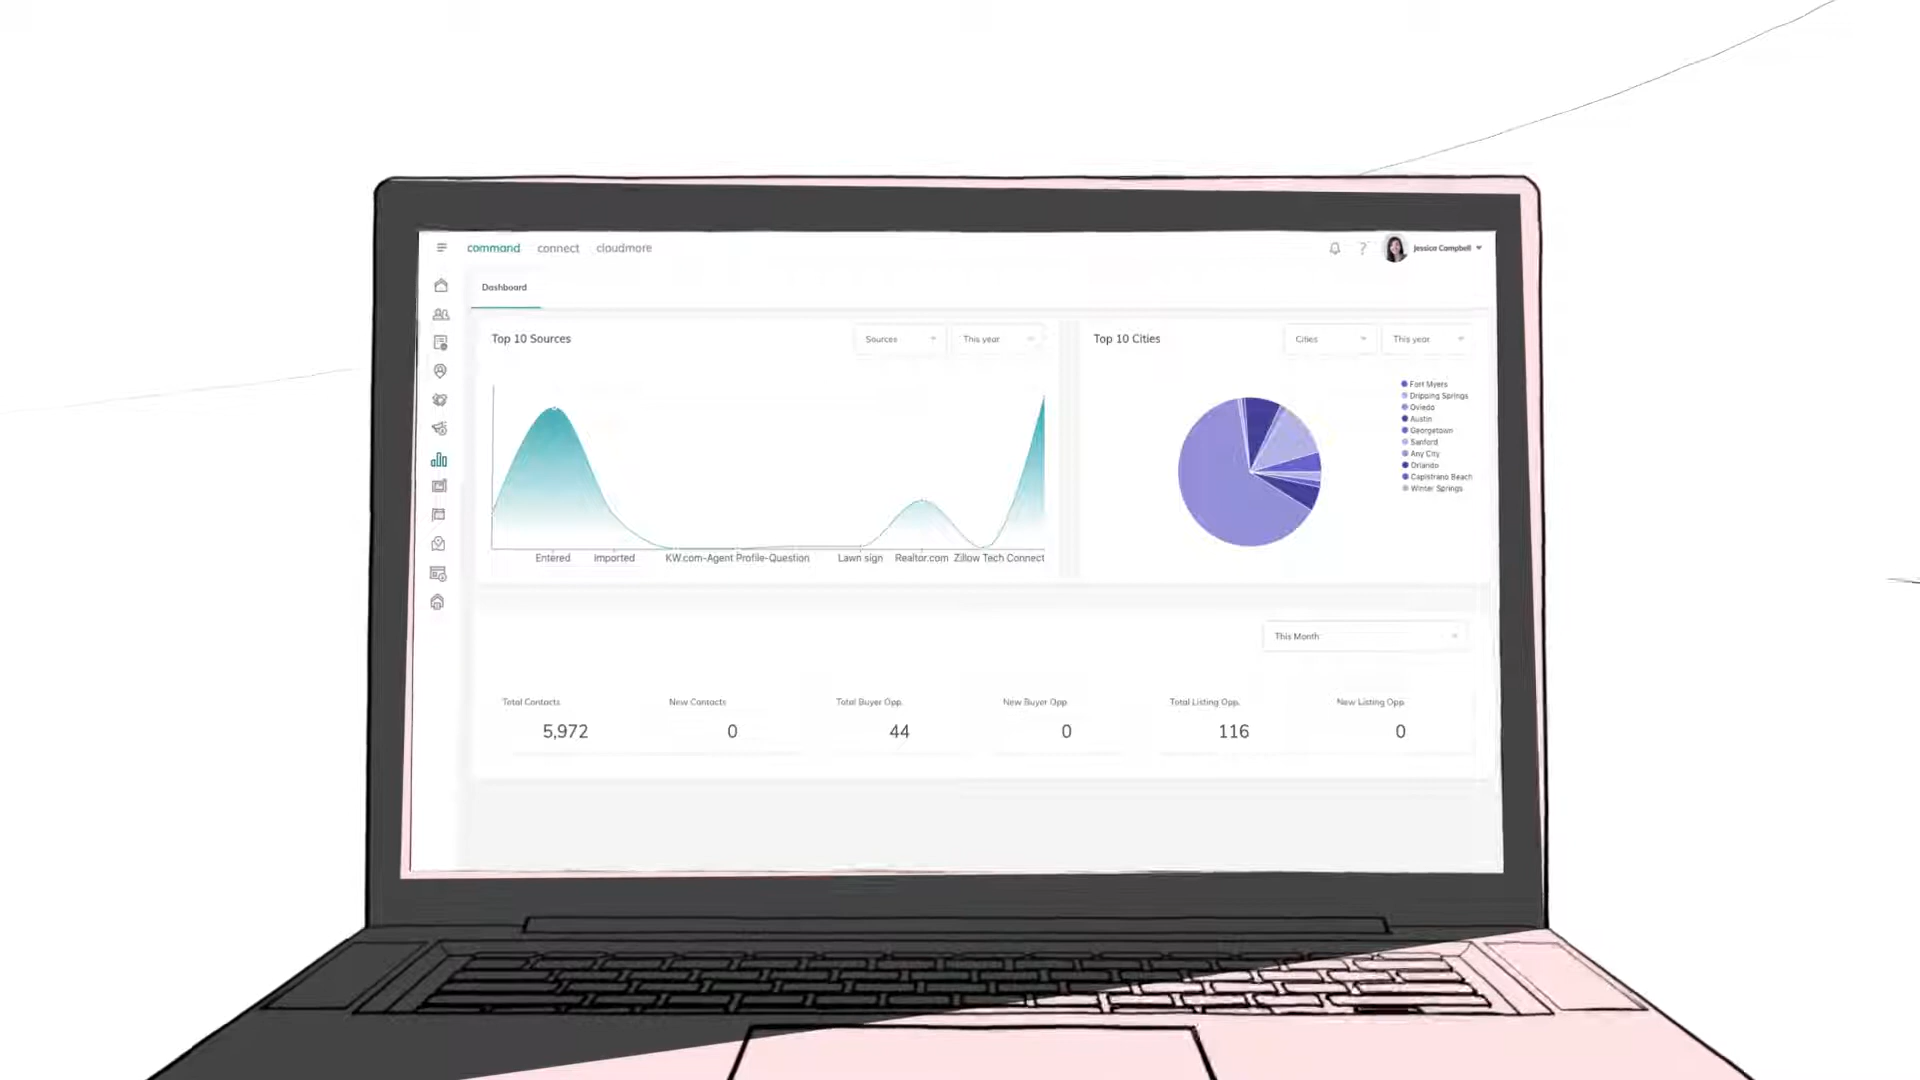 command connect cloudmore
? Jessica Campbell
Dashboard
Top 10 Sources
Sources
This year
Top 10 Cities
Cities
This year
Fort Myers
Dripping Springs
Oviedo
Austin
Georgetown
Sanford
Any City
Orlando
Capistrano Beach
Winter Springs
Entered Imported KW.com-Agent Profile-Question Lawn sign Realtor.com Zillow Tech Connect
This Month
Total Contacts New Contacts Total Buyer Opp. New Buyer Opp Total Listing Opp. New Listing Opp
5,972 0 44 0 116 0